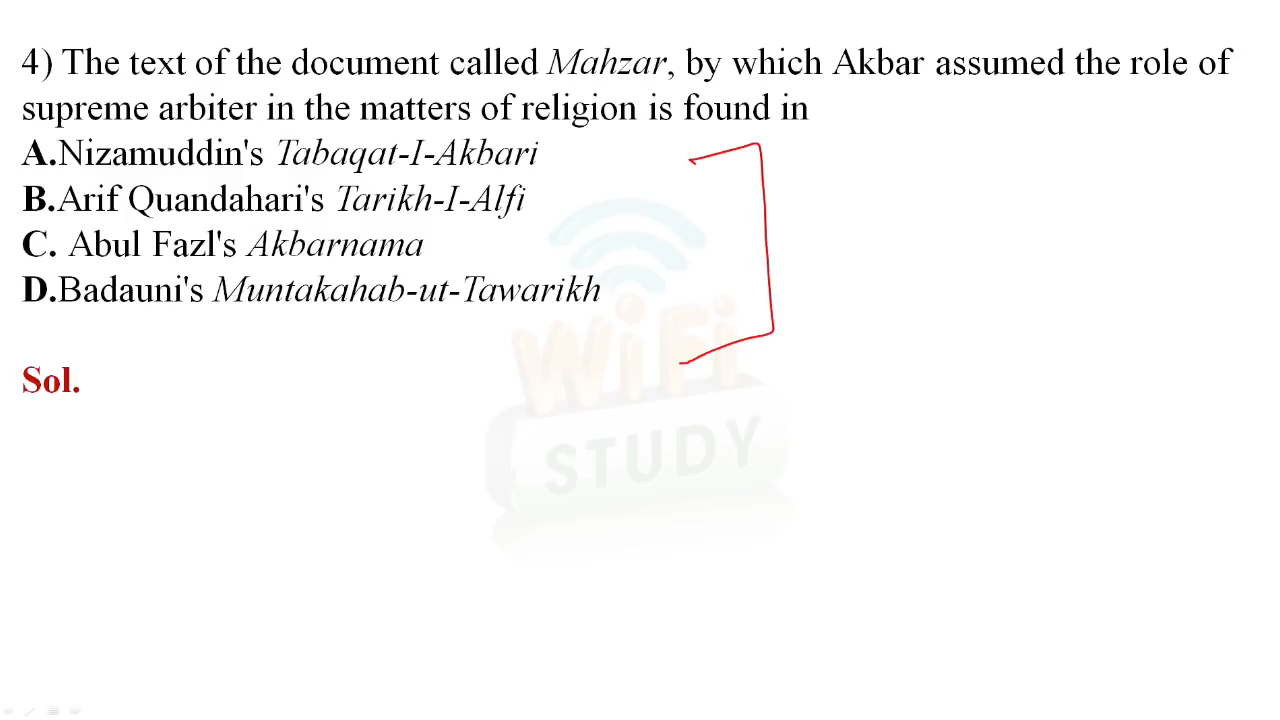 4) The text of the document called Mahzar, by which Akbar assumed the role of
supreme arbiter in the matters of religion is found in
A.Nizamuddin's Tabaqat-I-Akbari
B.Arif Quandahari's Tarikh-I-Alfi
C. Abul Fazl's Akbarnama
D.Badauni's Muntakahab-ut-Tawarikh
Sol.
WiFi
STUDY